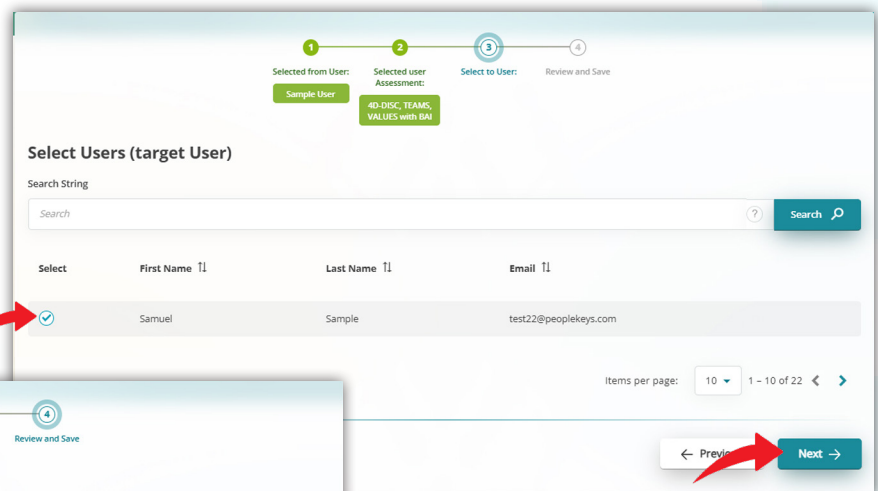 1 2 3 4
Selected from User: Selected user Assessment: Select to User: Review and Save
Sample User 4D-DISC, TEAMS, VALUES with BAI
Select Users (target User)
Search String
Search ? Search
Select First Name Last Name Email
Samuel Sample test22@peoplekeys.com
Items per page: 10 1 – 10 of 22
4
Review and Save
Next